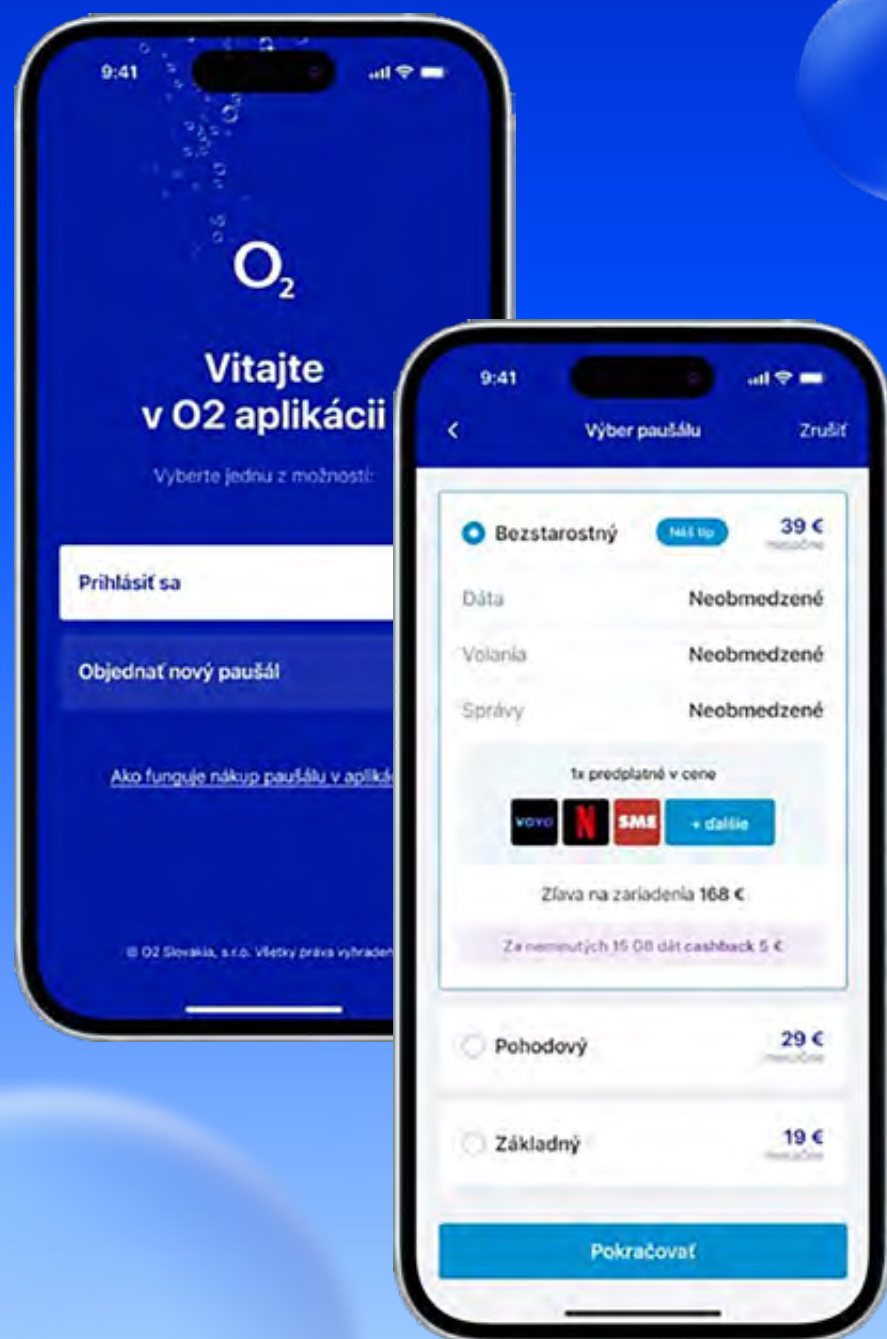 9:41
O2
Vitajte
v O2 aplikácii
Vyberte jednu z možností:
Prihlásiť sa
Objednať nový paušál
Ako funguje nákup paušálu v apliká
© O2 Slovakia, s.r.o. Všetky práva vyhraden
9:41
Výber paušálu
Zrušiť
Bezstarostný
Náš tip
39 €
mesačne
Dáta
Neobmedzené
Volania
Neobmedzené
Správy
Neobmedzené
1x predplatné v cene
VOYO
N
SME
+ ďalšie
Zľava na zariadenia 168 €
Za neminutých 15 GB dát cashback 5 €
Pohodový
29 €
mesačne
Základný
19 €
mesačne
Pokračovať